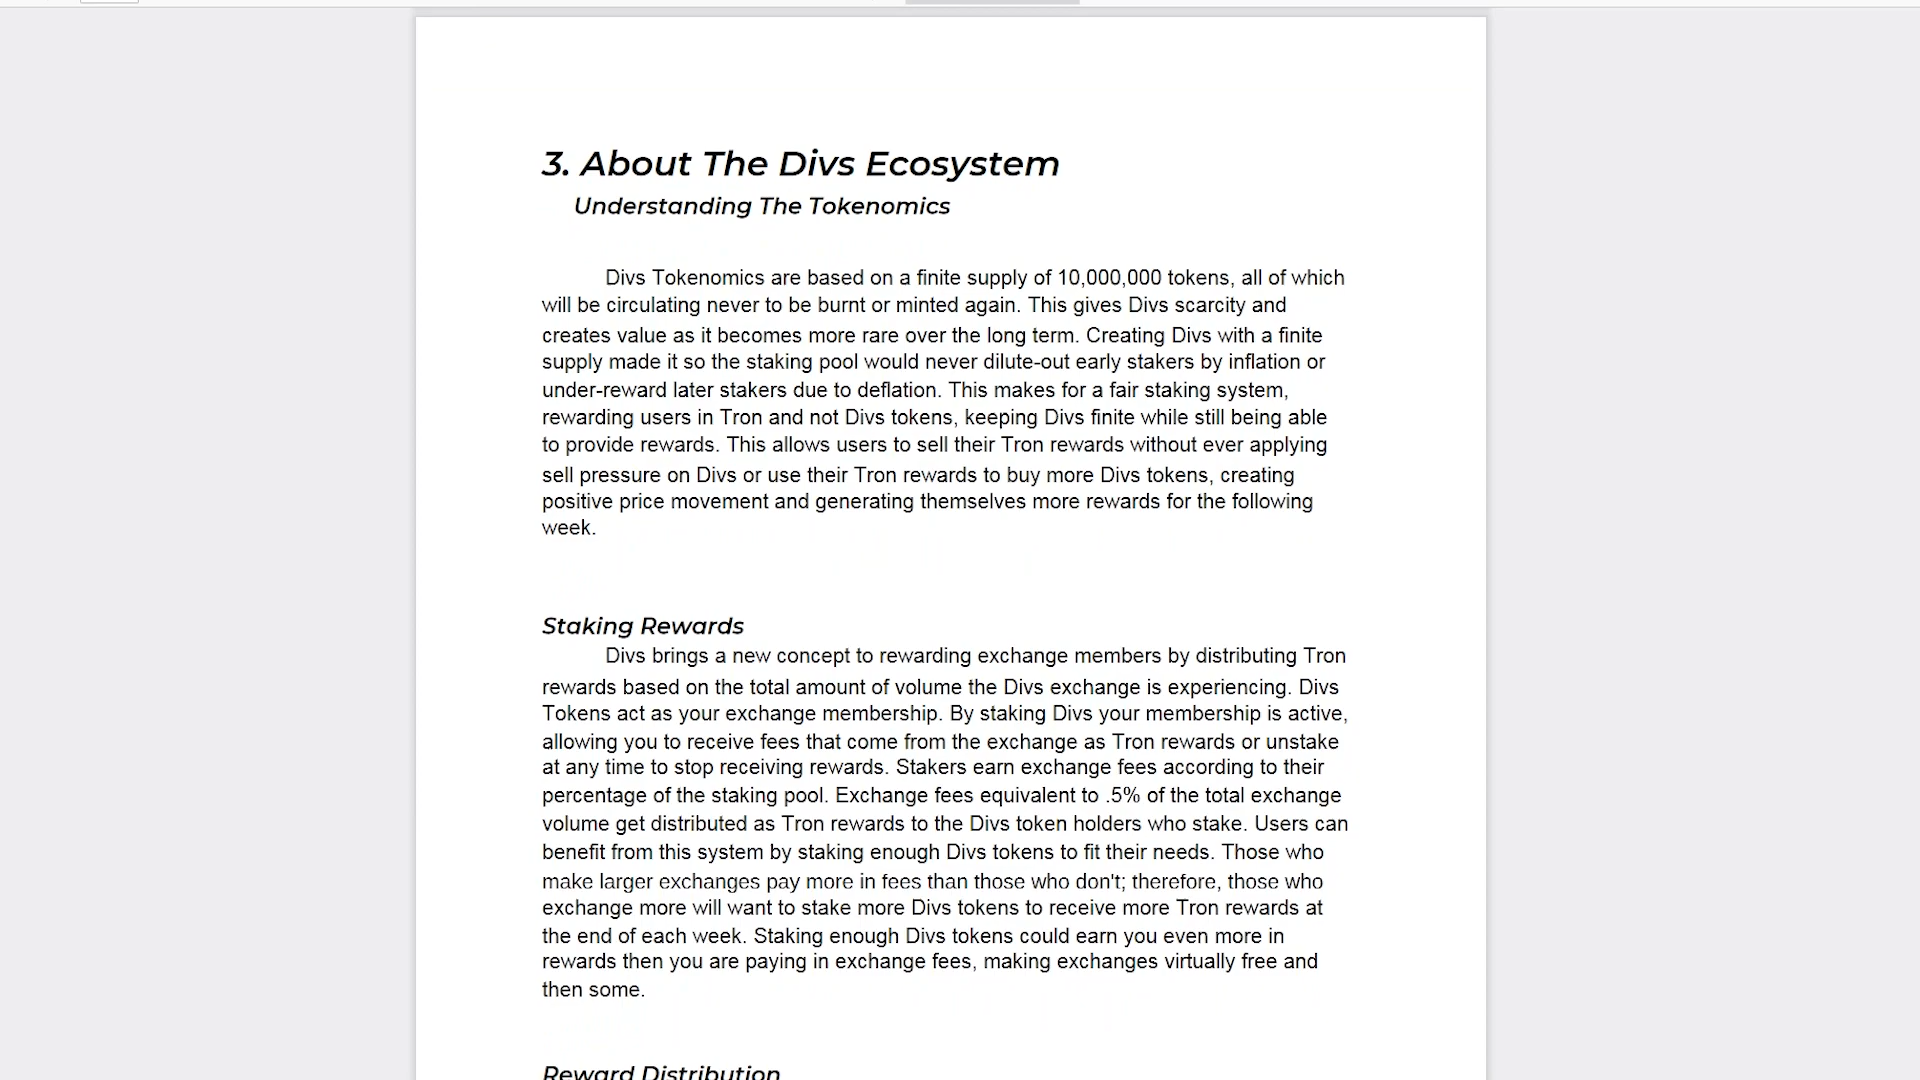 3. About The Divs Ecosystem
Understanding The Tokenomics
Divs Tokenomics are based on a finite supply of 10,000,000 tokens, all of which
will be circulating never to be burnt or minted again. This gives Divs scarcity and
creates value as it becomes more rare over the long term. Creating Divs with a finite
supply made it so the staking pool would never dilute-out early stakers by inflation or
under-reward later stakers due to deflation. This makes for a fair staking system,
rewarding users in Tron and not Divs tokens, keeping Divs finite while still being able
to provide rewards. This allows users to sell their Tron rewards without ever applying
sell pressure on Divs or use their Tron rewards to buy more Divs tokens, creating
positive price movement and generating themselves more rewards for the following
week.
Staking Rewards
Divs brings a new concept to rewarding exchange members by distributing Tron
rewards based on the total amount of volume the Divs exchange is experiencing. Divs
Tokens act as your exchange membership. By staking Divs your membership is active,
allowing you to receive fees that come from the exchange as Tron rewards or unstake
at any time to stop receiving rewards. Stakers earn exchange fees according to their
percentage of the staking pool. Exchange fees equivalent to .5% of the total exchange
volume get distributed as Tron rewards to the Divs token holders who stake. Users can
benefit from this system by staking enough Divs tokens to fit their needs. Those who
make larger exchanges pay more in fees than those who don't; therefore, those who
exchange more will want to stake more Divs tokens to receive more Tron rewards at
the end of each week. Staking enough Divs tokens could earn you even more in
rewards then you are paying in exchange fees, making exchanges virtually free and
then some.
Reward Distribution